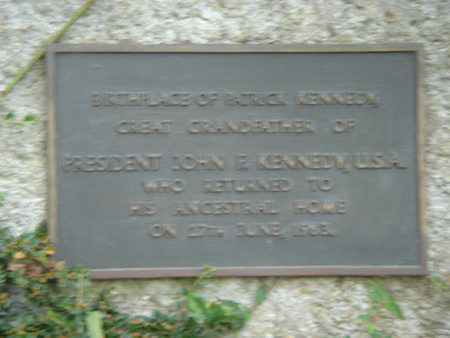 BIRTHPLACE OF PATRICK KENNEDY,
GREAT GRANDFATHER OF
PRESIDENT JOHN F. KENNEDY, U.S.A.
WHO RETURNED TO
HIS ANCESTRAL HOME
ON 27TH JUNE, 1963.